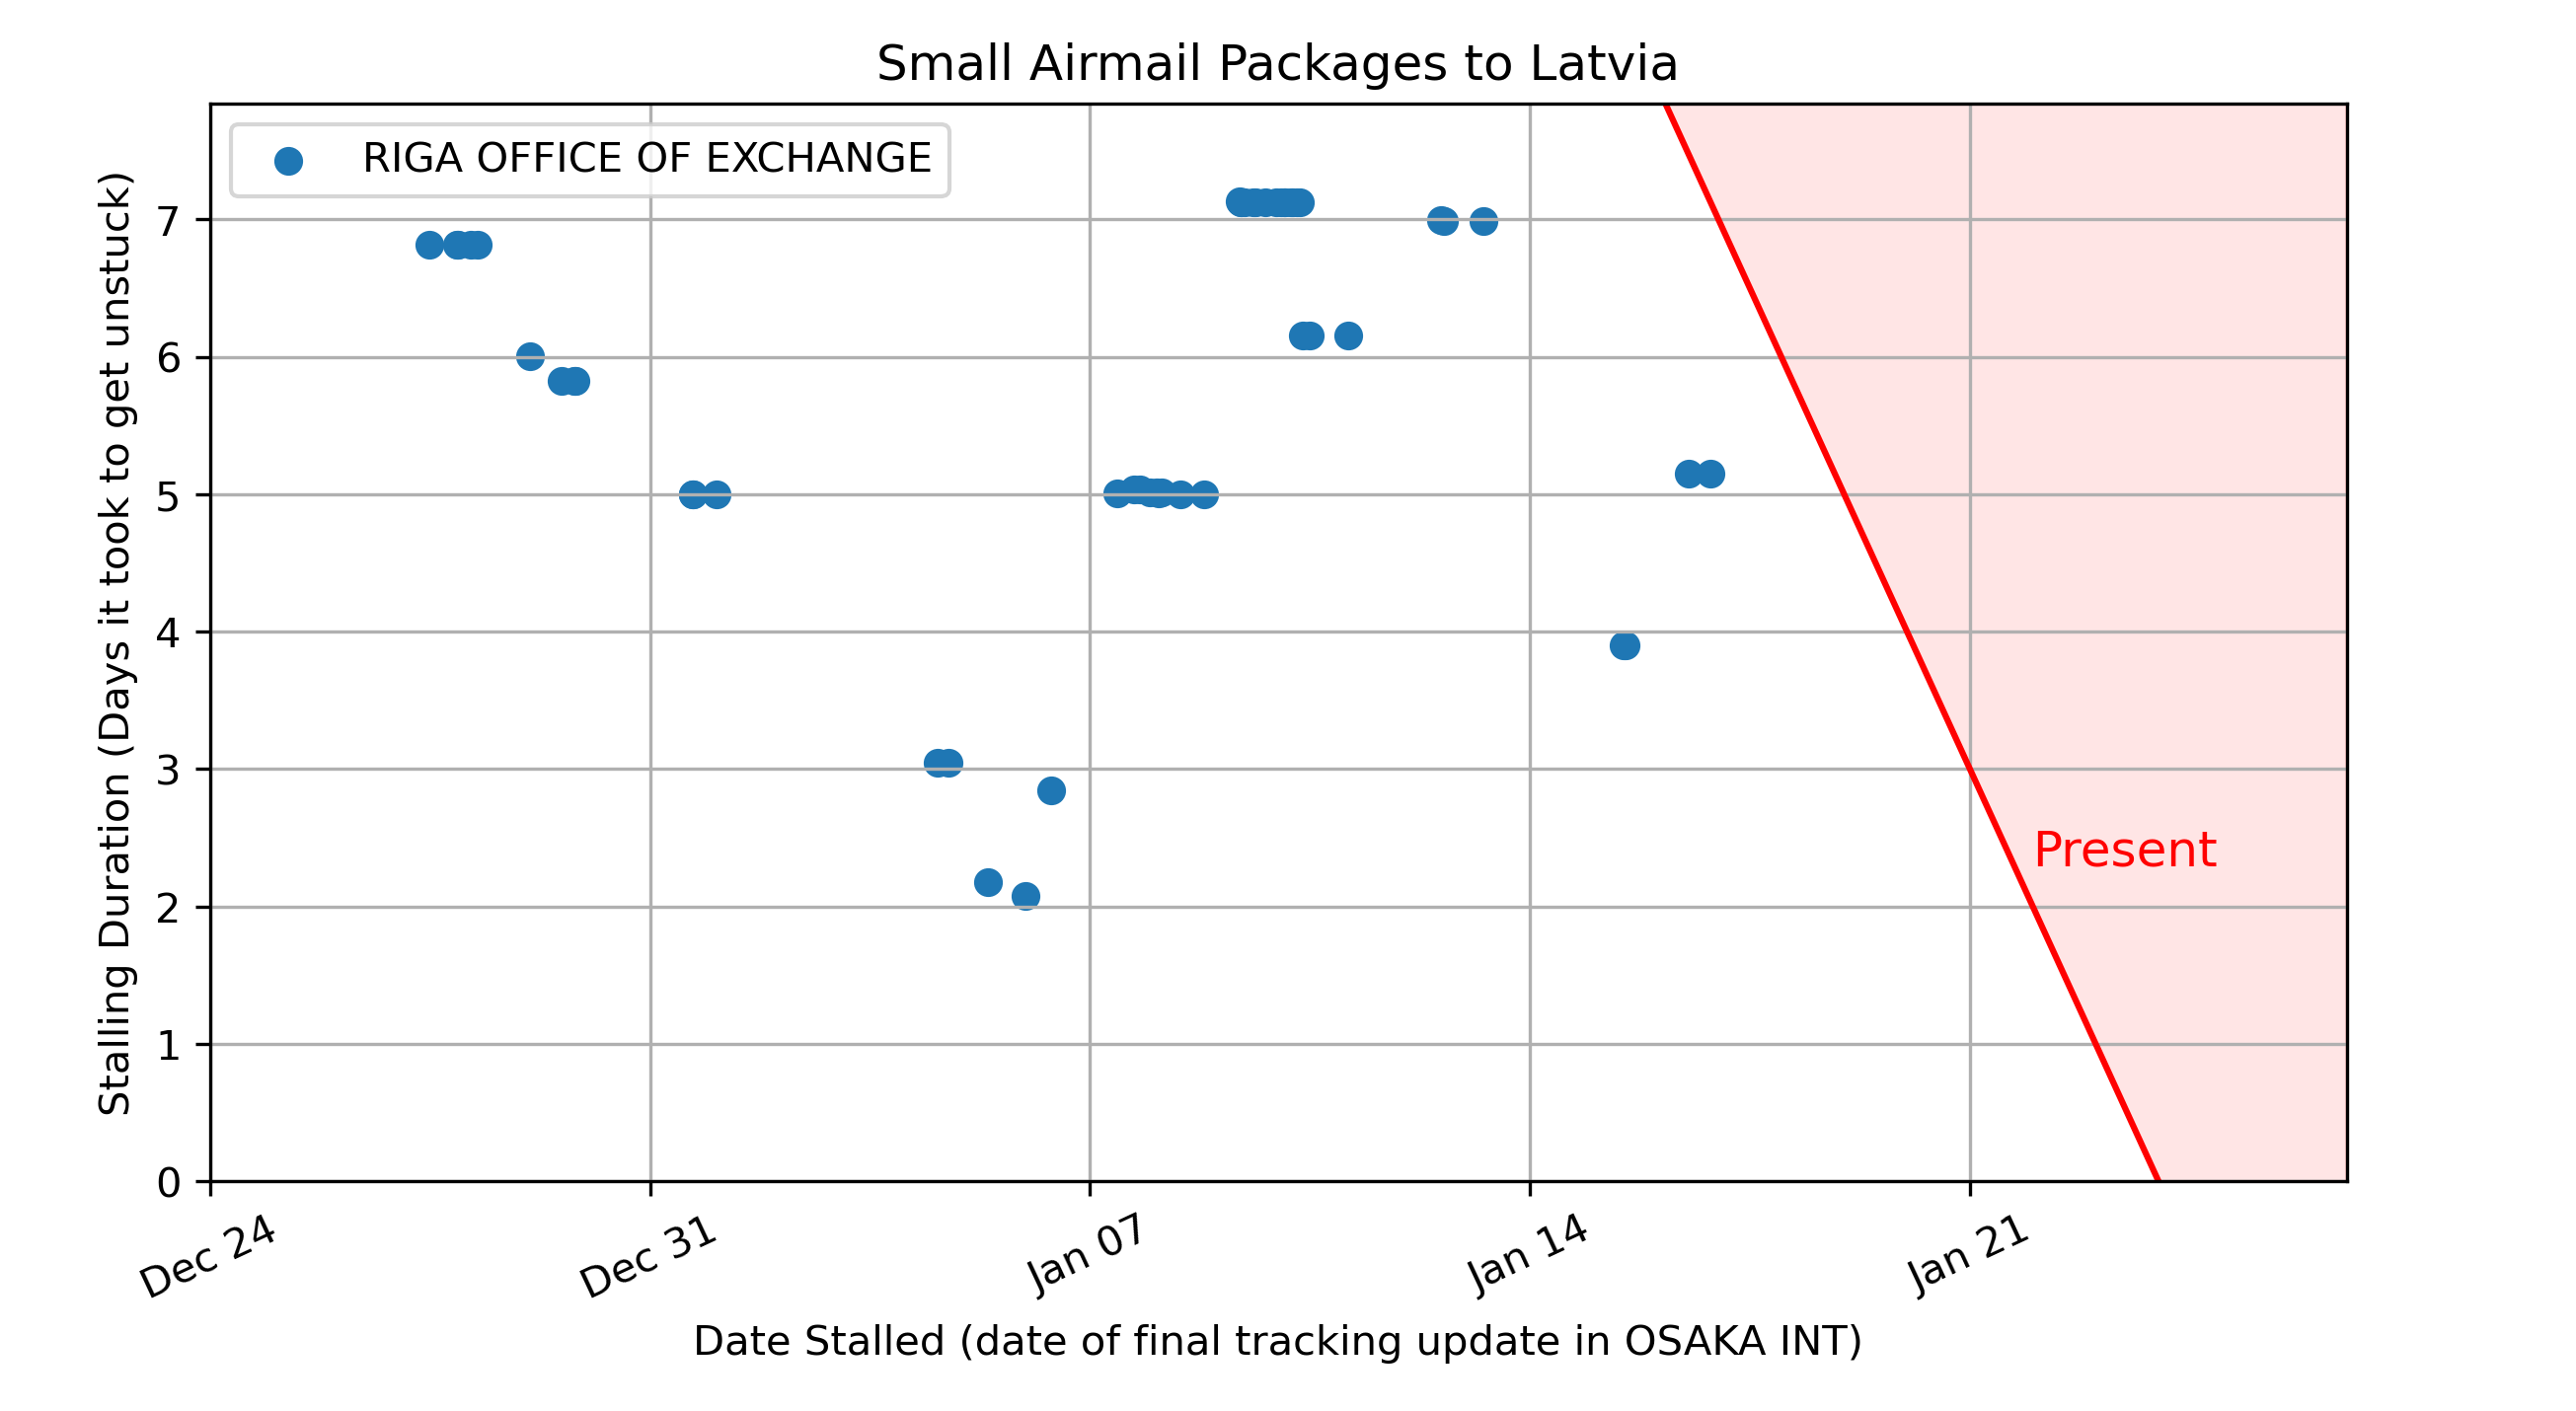 Small Airmail Packages to Latvia
RIGA OFFICE OF EXCHANGE
Stalling Duration (Days it took to get unstuck)
7
6
5
4
3
2
1
0
Present
Dec 24
Dec 31
Jan 07
Jan 14
Jan 21
Date Stalled (date of final tracking update in OSAKA INT)